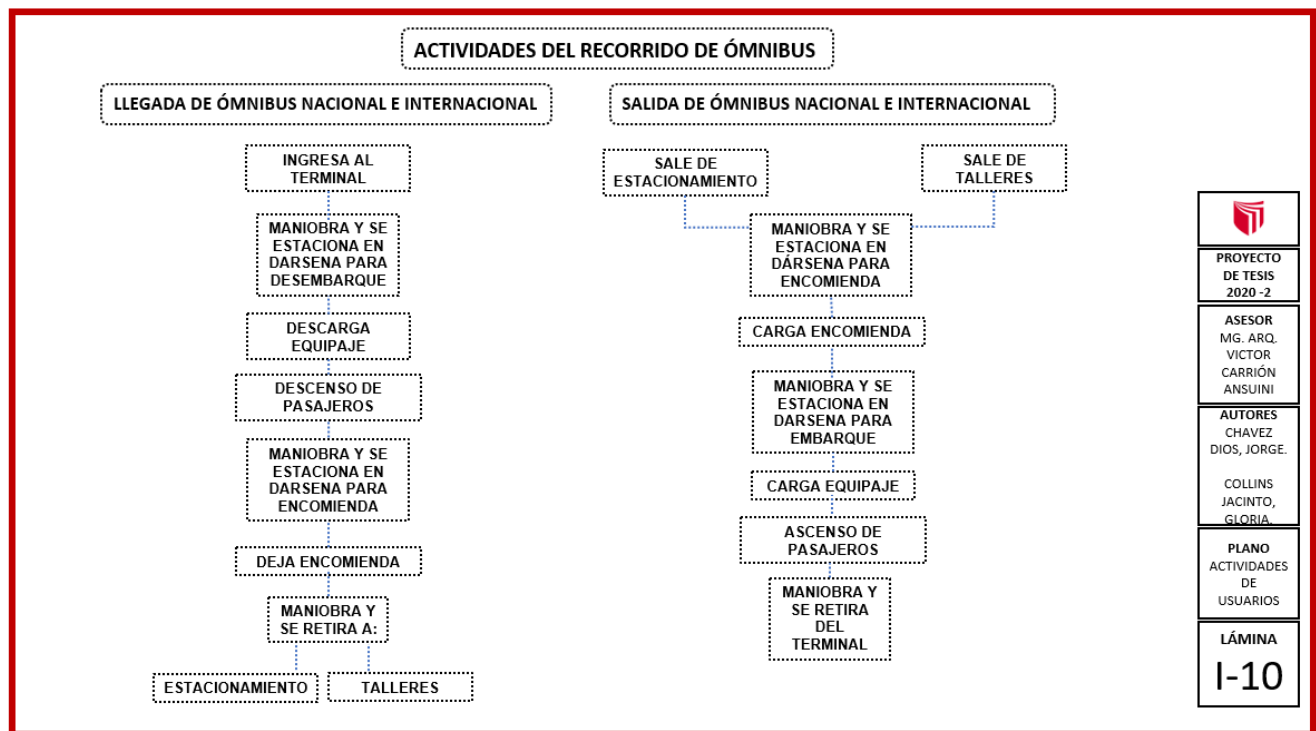 ACTIVIDADES DEL RECORRIDO DE ÓMNIBUS
LLEGADA DE ÓMNIBUS NACIONAL E INTERNACIONAL
INGRESA AL
TERMINAL
MANIOBRA Y SE
ESTACIONA EN
DARSENA PARA
DESEMBARQUE
DESCARGA
EQUIPAJE
DESCENSO DE
PASAJEROS
MANIOBRA Y SE
ESTACIONA EN
DARSENA PARA
ENCOMIENDA
DEJA ENCOMIENDA
MANIOBRA Y
SE RETIRA A:
ESTACIONAMIENTO
TALLERES
SALIDA DE ÓMNIBUS NACIONAL E INTERNACIONAL
SALE DE
ESTACIONAMIENTO
SALE DE
TALLERES
MANIOBRA Y SE
ESTACIONA EN
DÁRSENA PARA
ENCOMIENDA
CARGA ENCOMIENDA
MANIOBRA Y SE
ESTACIONA EN
DARSENA PARA
EMBARQUE
CARGA EQUIPAJE
ASCENSO DE
PASAJEROS
MANIOBRA Y
SE RETIRA
DEL
TERMINAL
PROYECTO
DE TESIS
2020 -2
ASESOR
MG. ARQ.
VICTOR
CARRIÓN
ANSUINI
AUTORES
CHAVEZ
DIOS, JORGE.
COLLINS
JACINTO,
GLORIA.
PLANO
ACTIVIDADES
DE
USUARIOS
LÁMINA
I-10